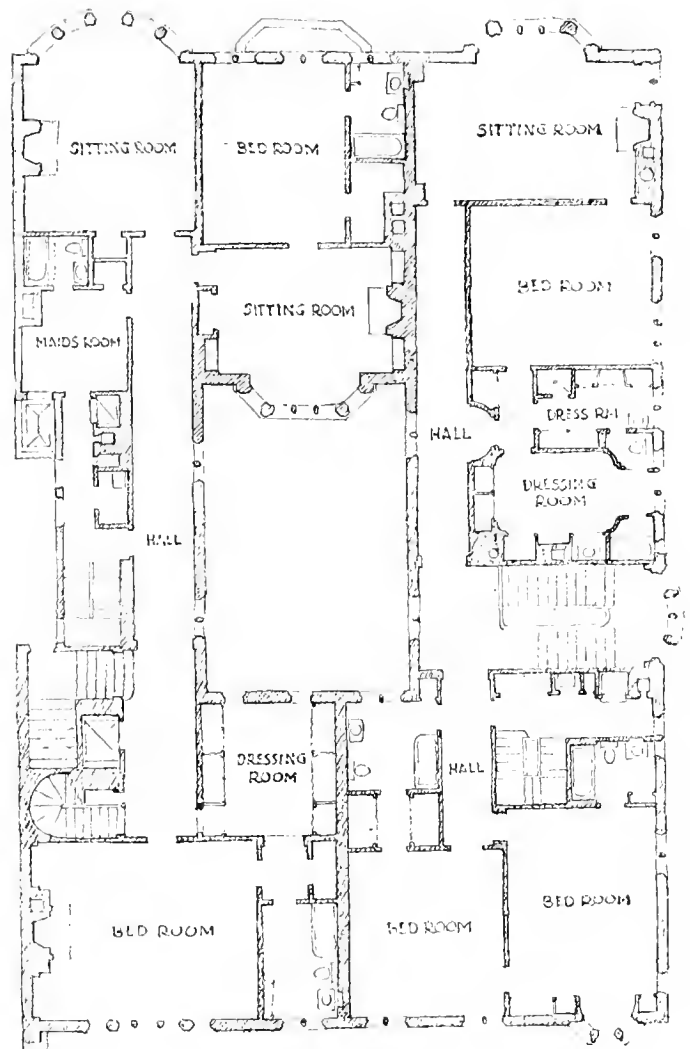 SITTING ROOM
BED ROOM
SITTING ROOM
BED ROOM
SITTING ROOM
MAIDS ROOM
DRESS RM
HALL
DRESSING
ROOM
HALL
DRESSING
ROOM
HALL
BED ROOM
BED ROOM
BED ROOM